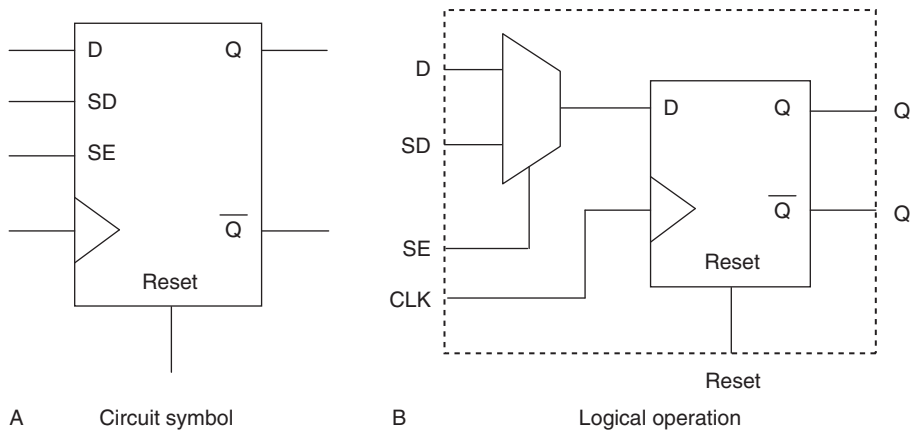 D
Q
SD
SE
Q
Reset
A
Circuit symbol
D
SD
SE
CLK
D
Q
Q
Reset
Q
Q
Reset
B
Logical operation